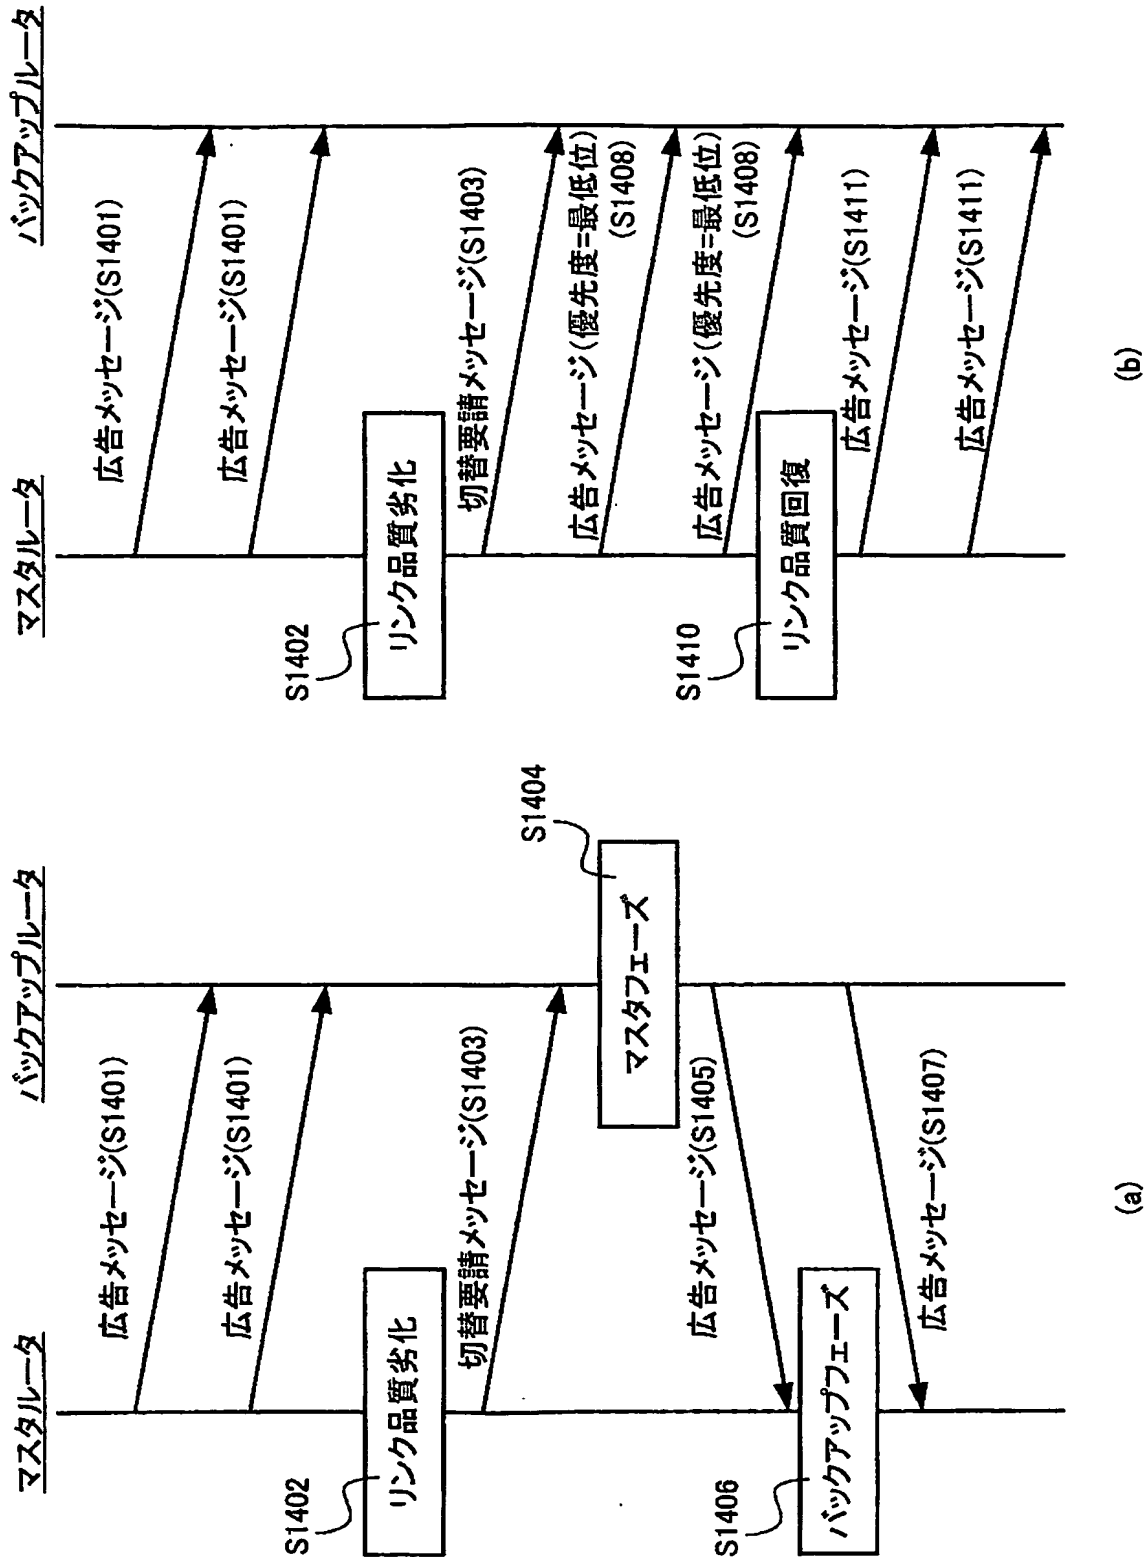 マスタルータ
バックアップルータ
広告メッセージ(S1401)
広告メッセージ(S1401)
S1402
リンク品質劣化
切替要請メッセージ(S1403)
S1404
マスタフェーズ
広告メッセージ(S1405)
S1406
バックアップフェーズ
広告メッセージ(S1407)
(a)
マスタルータ
バックアップルータ
広告メッセージ(S1401)
広告メッセージ(S1401)
S1402
リンク品質劣化
切替要請メッセージ(S1403)
広告メッセージ(優先度=最低位)
(S1408)
広告メッセージ(優先度=最低位)
(S1408)
S1410
リンク品質回復
広告メッセージ(S1411)
広告メッセージ(S1411)
(b)